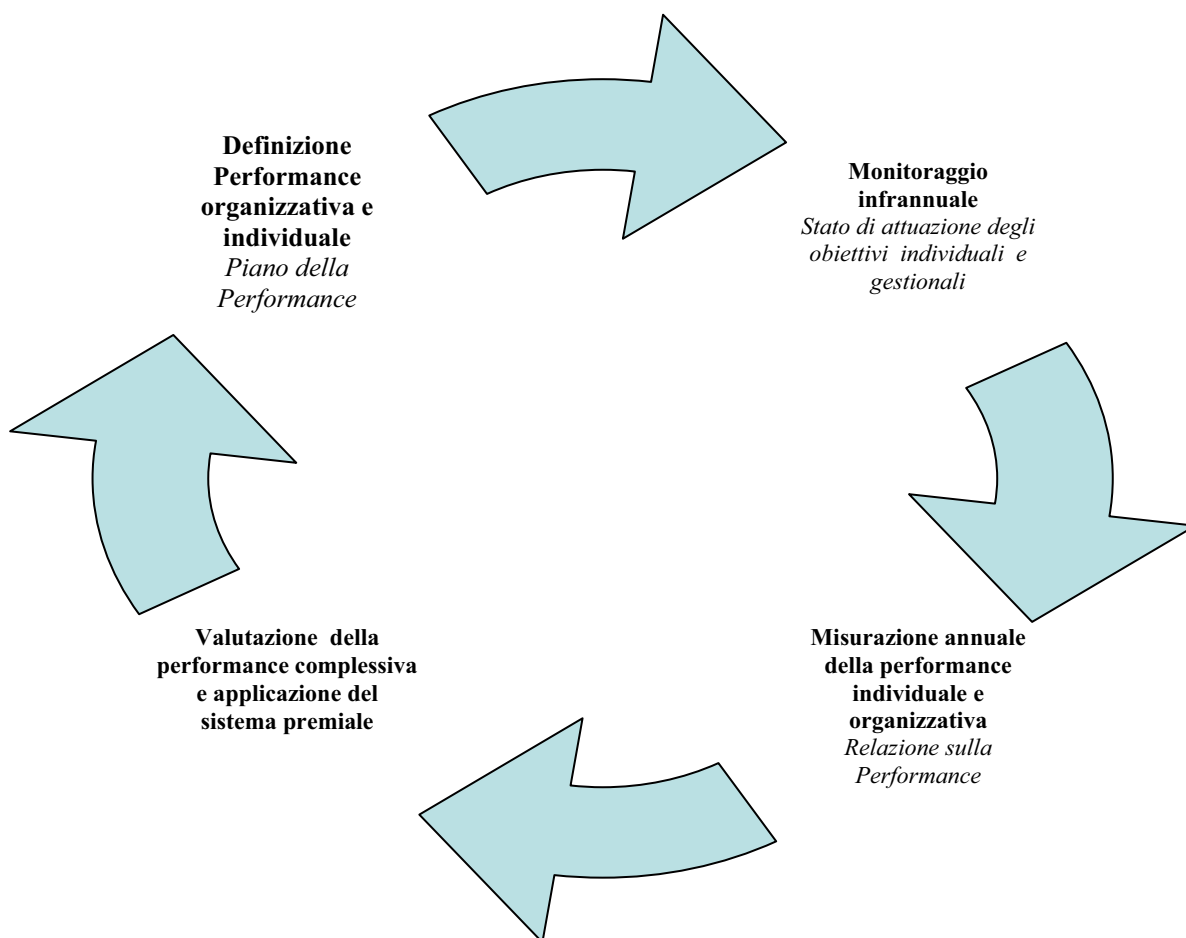 Definizione
Performance
organizzativa e
individuale
Piano della
Performance
Monitoraggio
infrannuale
Stato di attuazione degli
obiettivi individuali e
gestionali
Misurazione annuale
della performance
individuale e
organizzativa
Relazione sulla
Performance
Valutazione della
performance complessiva
e applicazione del
sistema premiale